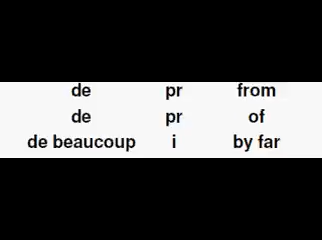 de pr from
de pr of
de beaucoup i by far